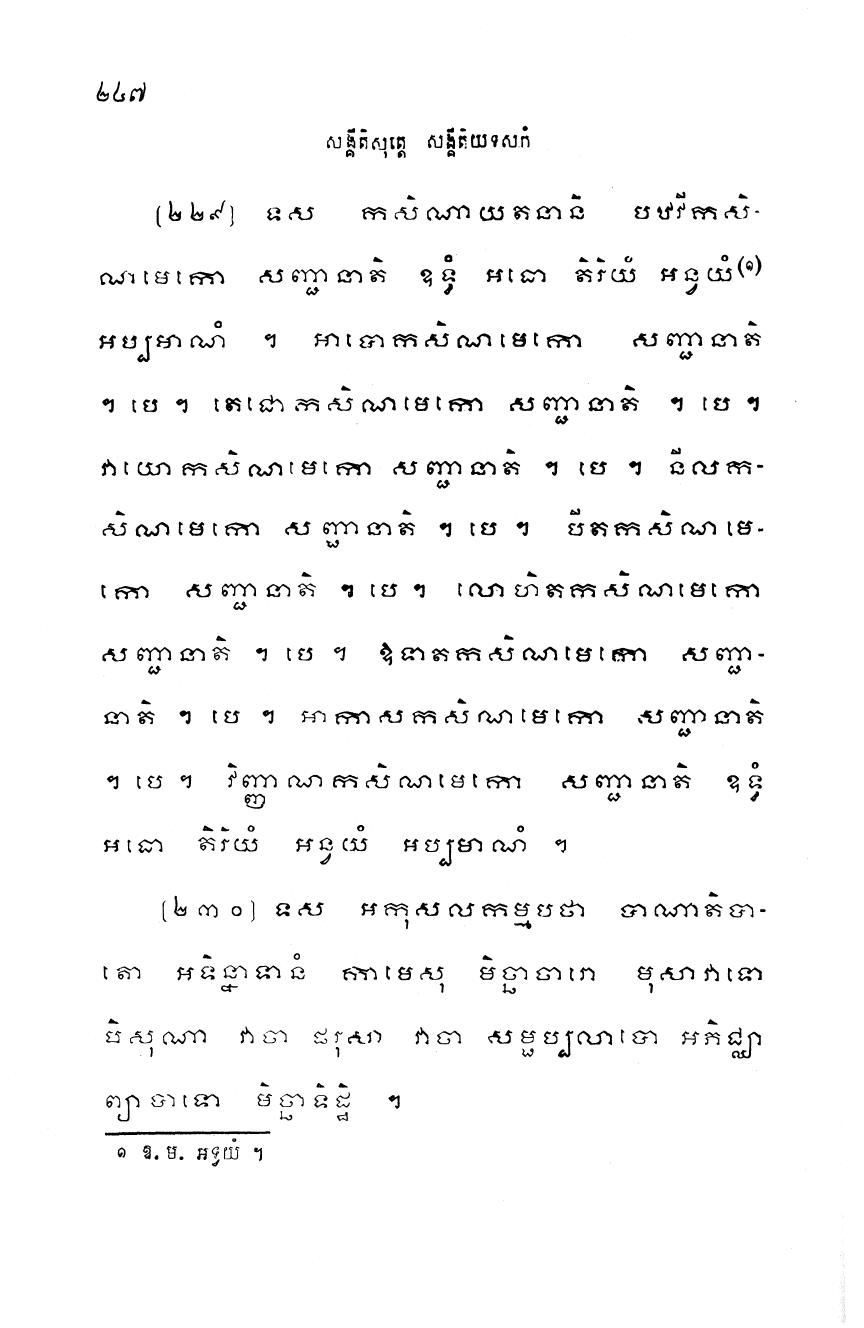 ២៤៧
សង្គីតិសុត្តេ សង្គីតិយទសកំ
(២២៩) ទស កសិណាយតនានិ បឋវីកសិ-
ណមេកោ សញ្ជានាតិ ឧទ្ធំ អធោ តិរិយំ អន្វយំ(១)
អប្បមាណំ ។ អាបោកសិណមេកោ សញ្ជានាតិ
។ បេ ។ តេជោកសិណមេកោ សញ្ជានាតិ ។ បេ ។
វាយោកសិណមេកោ សញ្ជានាតិ ។ បេ ។ នីលក-
សិណមេកោ សញ្ជានាតិ ។ បេ ។ បីតកសិណមេ-
កោ សញ្ជានាតិ ។ បេ ។ លោហិតកសិណមេកោ
សញ្ជានាតិ ។ បេ ។ ឱទាតកសិណមេកោ សញ្ជា-
នាតិ ។ បេ ។ អាកាសកសិណមេកោ សញ្ជានាតិ
។ បេ ។ វិញ្ញាណកសិណមេកោ សញ្ជានាតិ ឧទ្ធំ
អធោ តិរិយំ អន្វយំ អប្បមាណំ ។
(២៣០) ទស អកុសលកម្មបថា បាណាតិបា-
តោ អទិន្នាទានំ កាមេសុ មិច្ឆាចារោ មុសាវាទោ
បិសុណា វាចា ផរុសា វាចា សម្ផប្បលាបោ អភិជ្ឈា
ព្យាបាទោ មិច្ឆាទិដ្ឋិ ។
១ ឱ. ម. អទ្វយំ ។